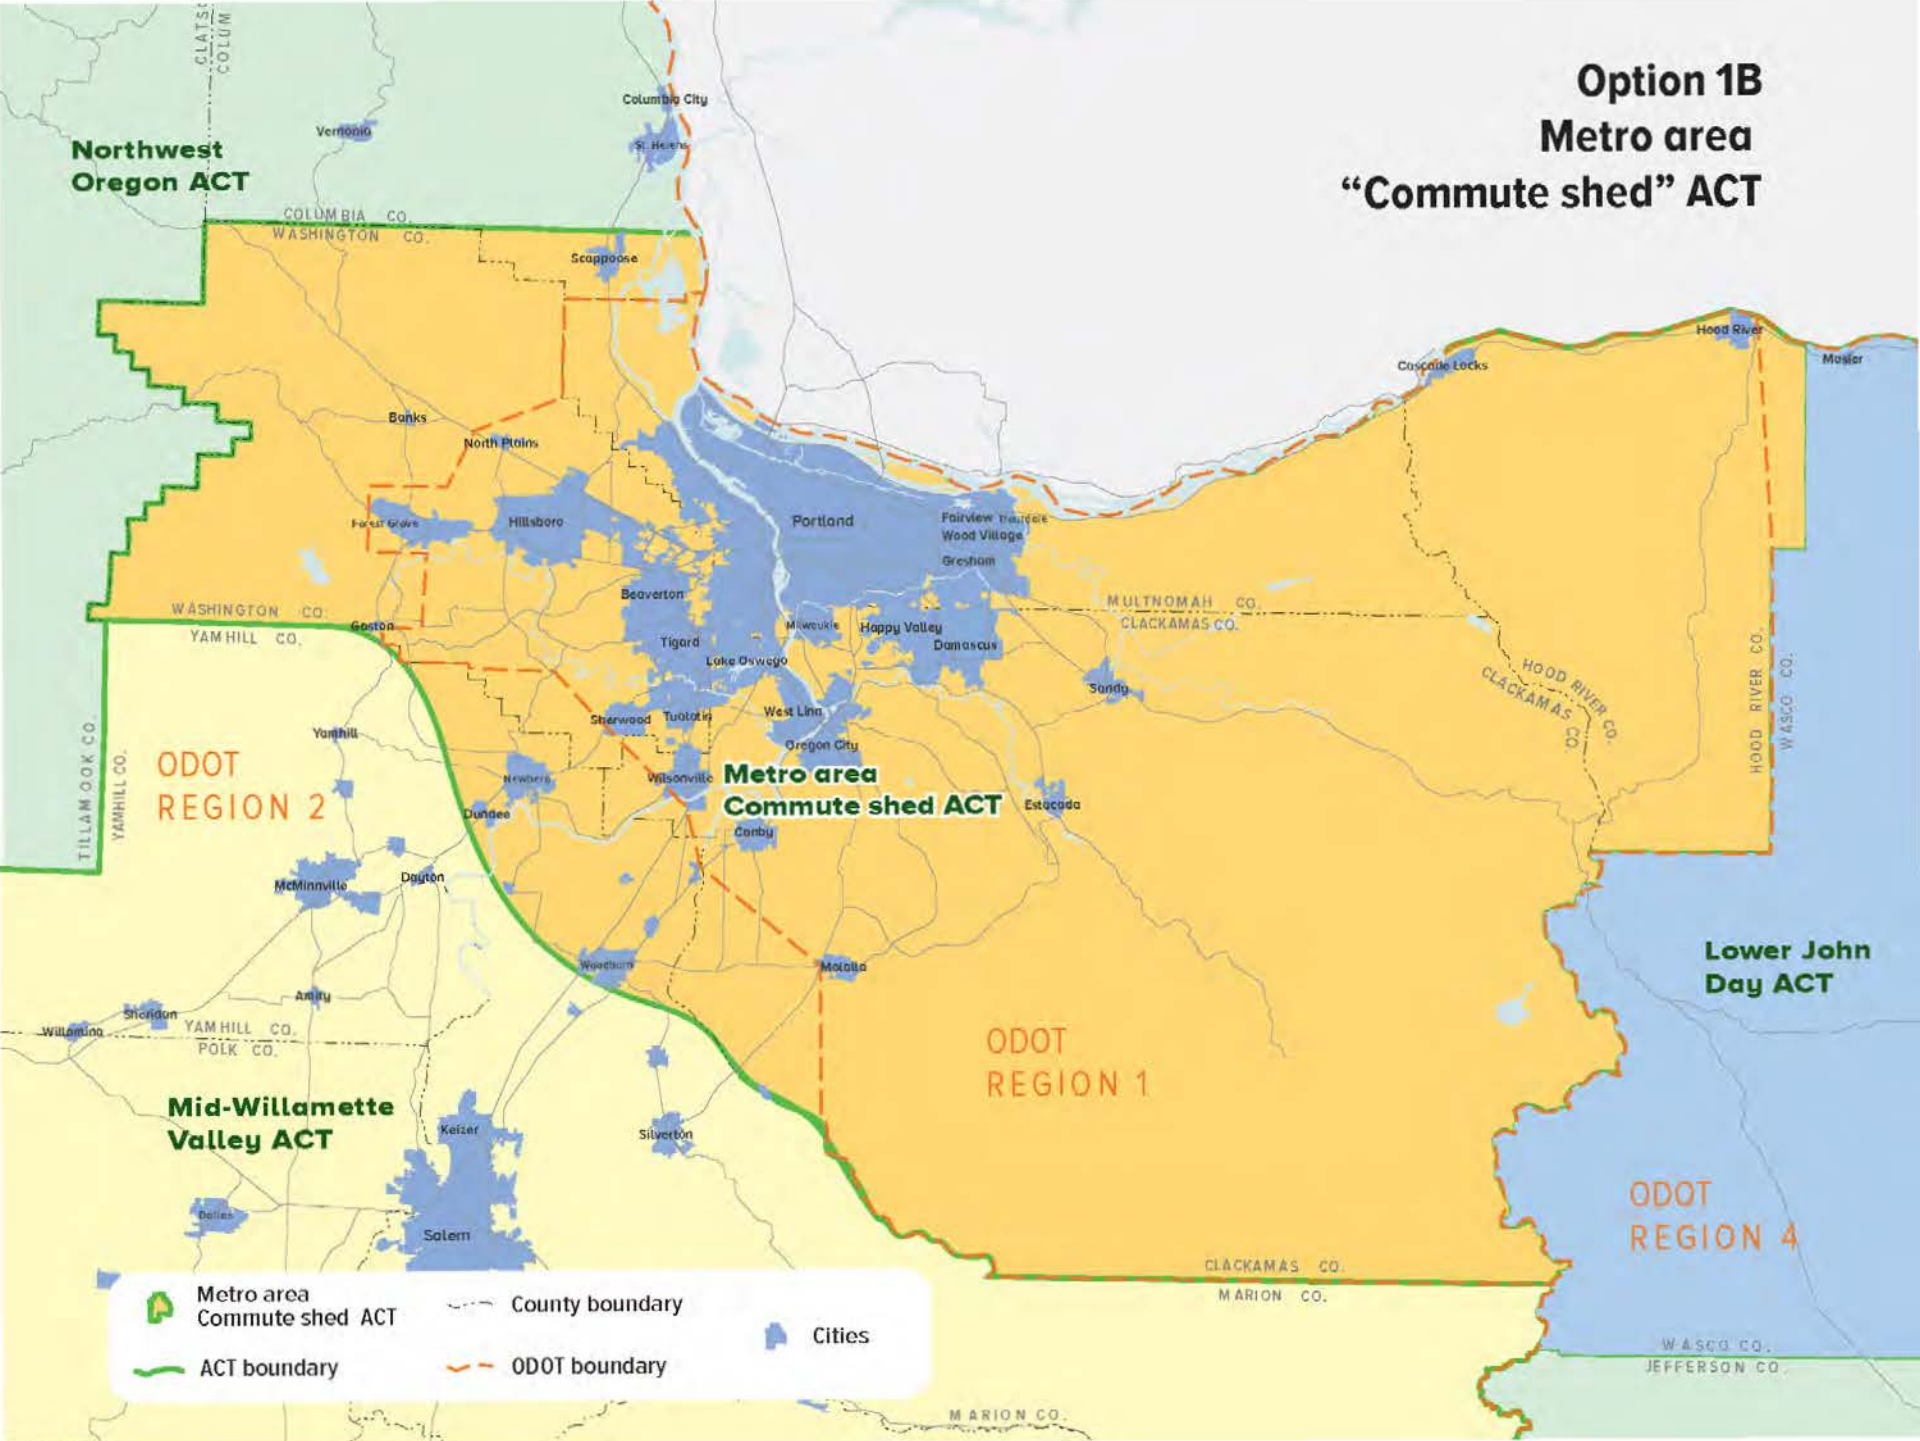 Option 1B
Metro area
“Commute shed” ACT
CLATS
COLUM
Columbia City
Vernonia
St. Helens
Northwest
Oregon ACT
COLUMBIA CO.
WASHINGTON CO.
Scappoose
Hood River
Cascade Locks
Mosier
Banks
North Plains
Forest Grove
Hillsboro
Portland
Fairview Troutdale
Wood Village
Gresham
Beaverton
MULTNOMAH CO.
CLACKAMAS CO.
WASHINGTON CO.
YAMHILL CO.
Gaston
Milwaukie
Happy Valley
Tigard
Damascus
Lake Oswego
Sandy
HOOD RIVER CO.
CLACKAMAS CO.
HOOD RIVER CO.
WASCO CO.
Sherwood
Tualatin
West Linn
Oregon City
TILLAMOOK CO.
YAMHILL CO.
Yamhill
ODOT
REGION 2
Newberg
Wilsonville
Metro area
Commute shed ACT
Estacada
Dundee
Canby
McMinnville
Dayton
Woodburn
Molalla
Lower John
Day ACT
Amity
Sheridan
Willamina
YAMHILL CO.
POLK CO.
ODOT
REGION 1
Mid-Willamette
Valley ACT
Keizer
Silverton
Dallas
Salem
ODOT
REGION 4
CLACKAMAS CO.
MARION CO.
WASCO CO.
JEFFERSON CO.
Metro area
Commute shed ACT
County boundary
Cities
ACT boundary
ODOT boundary
MARION CO.